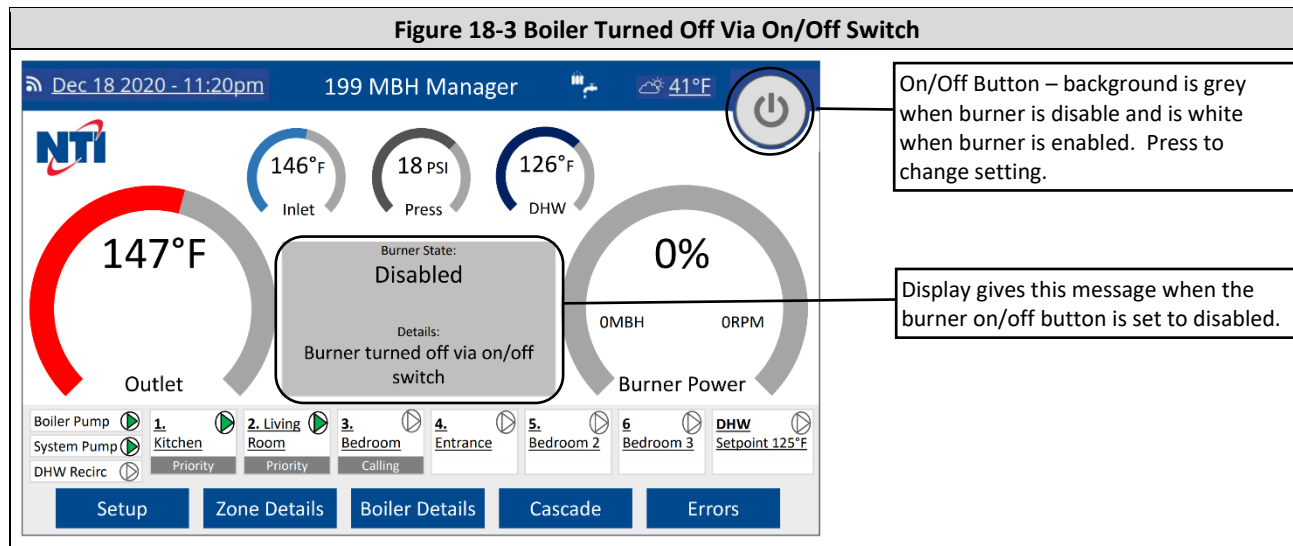 Figure 18-3 Boiler Turned Off Via On/Off Switch
Dec 18 2020 - 11:20pm
199 MBH Manager
41°F
On/Off Button – background is grey
when burner is disable and is white
when burner is enabled. Press to
change setting.
NTI
146°F
Inlet
18 PSI
Press
126°F
DHW
147°F
Outlet
Burner State:
Disabled
Details:
Burner turned off via on/off
switch
0%
0MBH
0RPM
Burner Power
Display gives this message when the
burner on/off button is set to disabled.
Boiler Pump
System Pump
DHW Recirc
1.
Kitchen
Priority
2. Living
Room
Priority
3.
Bedroom
Calling
4.
Entrance
5.
Bedroom 2
6
Bedroom 3
DHW
Setpoint 125°F
Setup
Zone Details
Boiler Details
Cascade
Errors